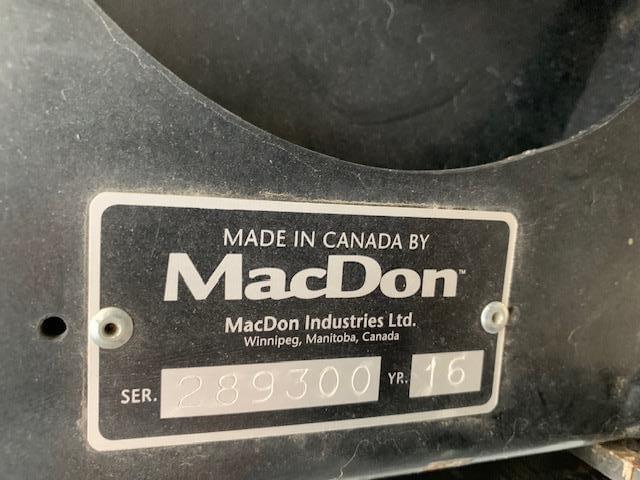 MADE IN CANADA BY
MacDon™
MacDon Industries Ltd.
Winnipeg, Manitoba, Canada
SER. 289300 YR. 16